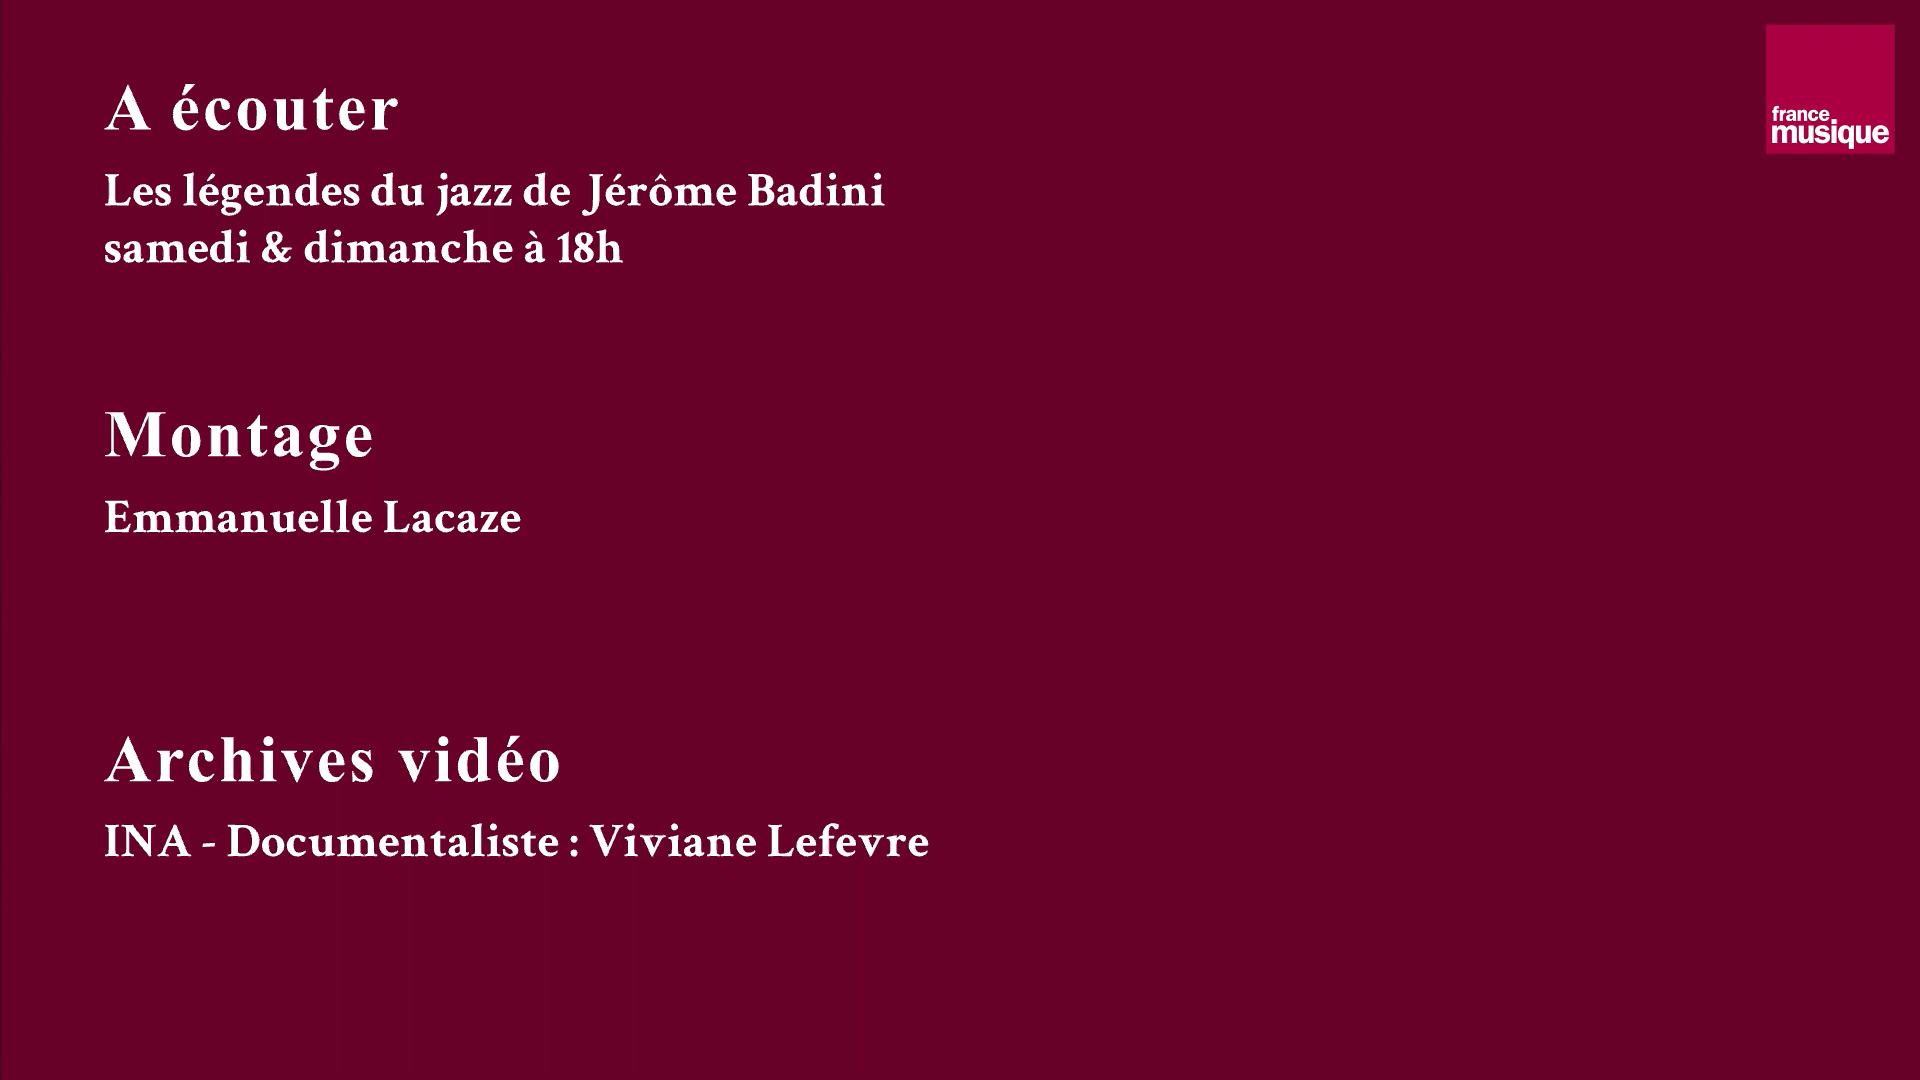 A écouter
Les légendes du jazz de Jérôme Badini
samedi & dimanche à 18h
Montage
Emmanuelle Lacaze
Archives vidéo
INA - Documentaliste : Viviane Lefevre
france
musique